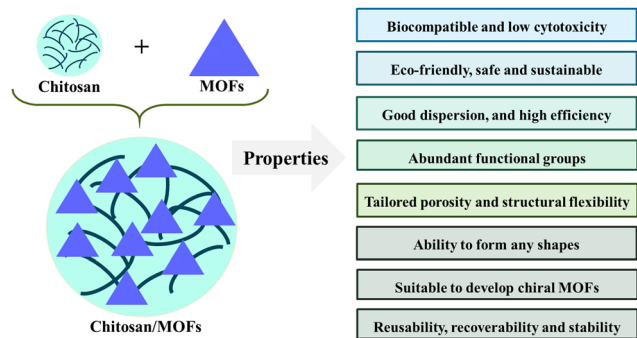 +
Chitosan
MOFs
Chitosan/MOFs
Properties
Biocompatible and low cytotoxicity
Eco-friendly, safe and sustainable
Good dispersion, and high efficiency
Abundant functional groups
Tailored porosity and structural flexibility
Ability to form any shapes
Suitable to develop chiral MOFs
Reusability, recoverability and stability